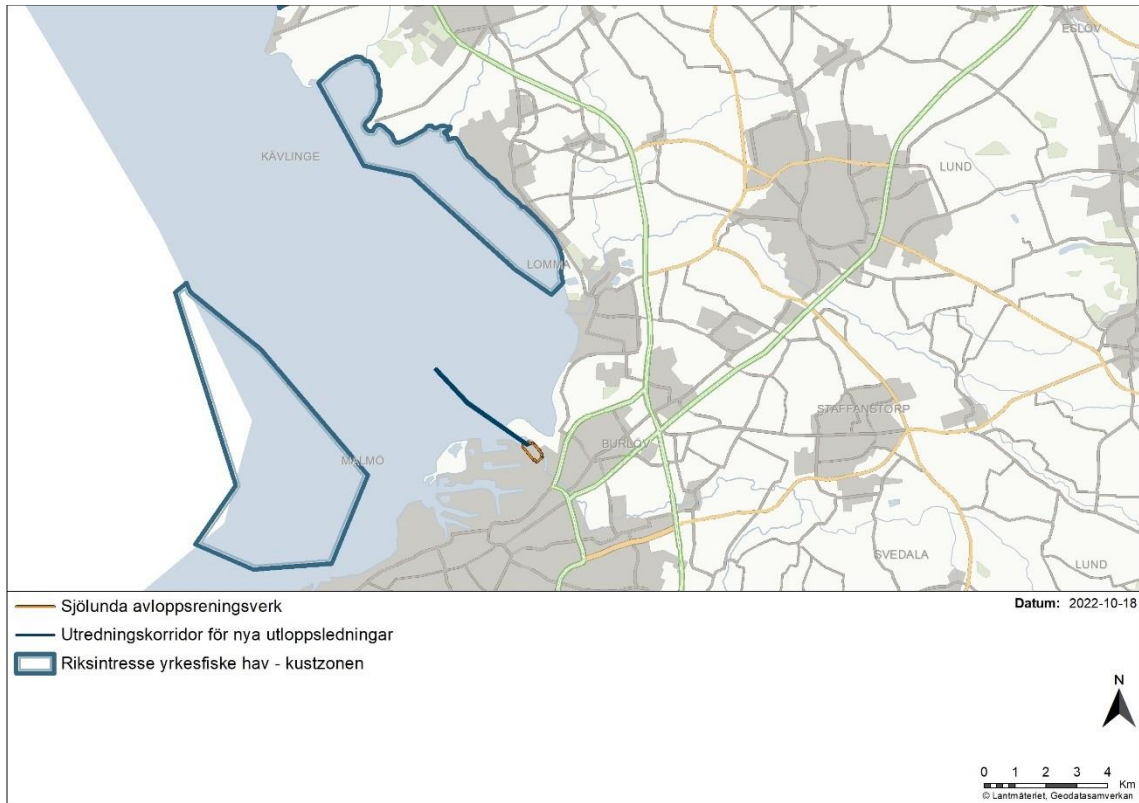 ESLÖV
KÄVLINGE
LUND
LOMMA
STAFFANSTORP
BURLÖV
MALMÖ
SVEDALA
LUND
Sjölunda avloppsreningsverk
Utredningskorridor för nya utloppsledningar
Riksintresse yrkesfiske hav - kustzonen
Datum: 2022-10-18
N
0 1 2 3 4
Km
© Lantmäteriet, Geodatasamverkan